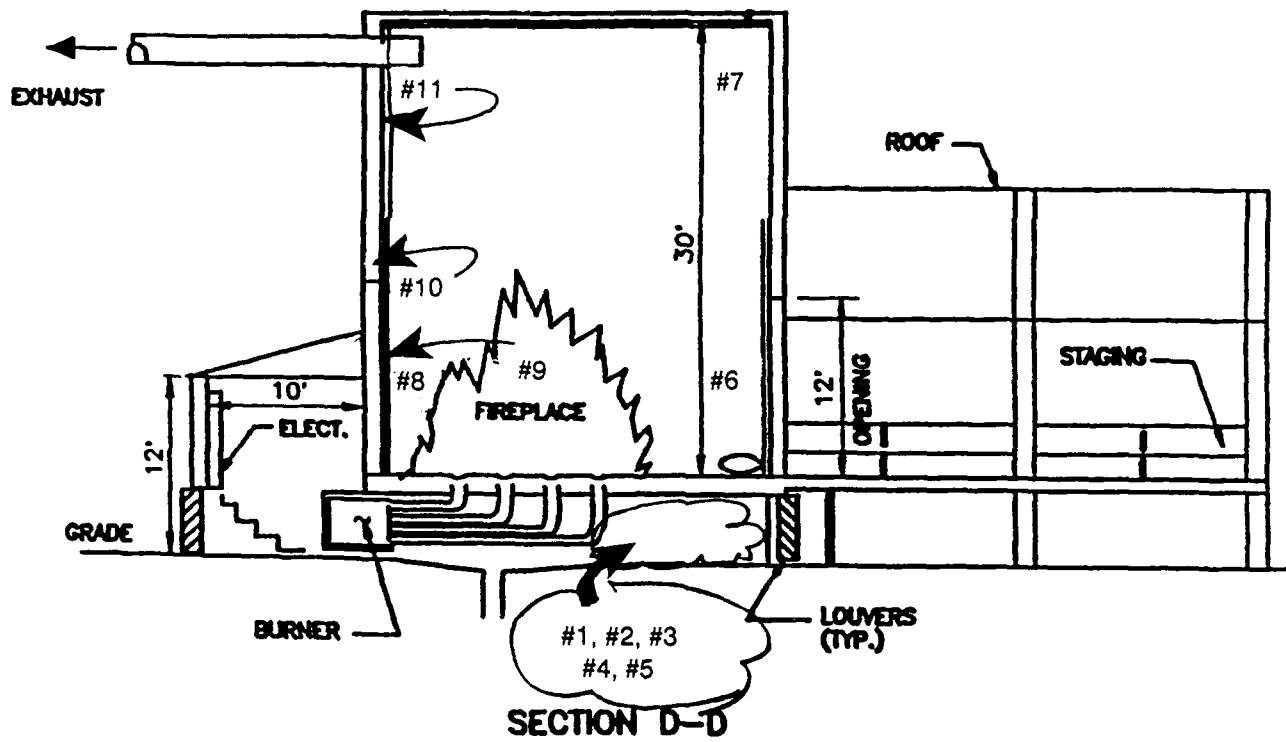 EXHAUST
#11
#7
ROOF
30'
#10
#8
#9
FIREPLACE
#6
12'
OPENING
STAGING
10'
ELECT.
12'
GRADE
BURNER
#1, #2, #3
#4, #5
LOUVERS
(TYP.)
SECTION D-D